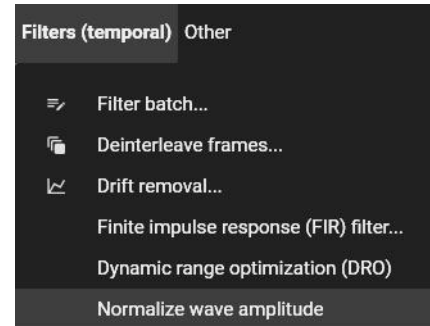 Filters (temporal) Other
Filter batch...
Deinterleave frames...
Drift removal...
Finite impulse response (FIR) filter...
Dynamic range optimization (DRO)
Normalize wave amplitude